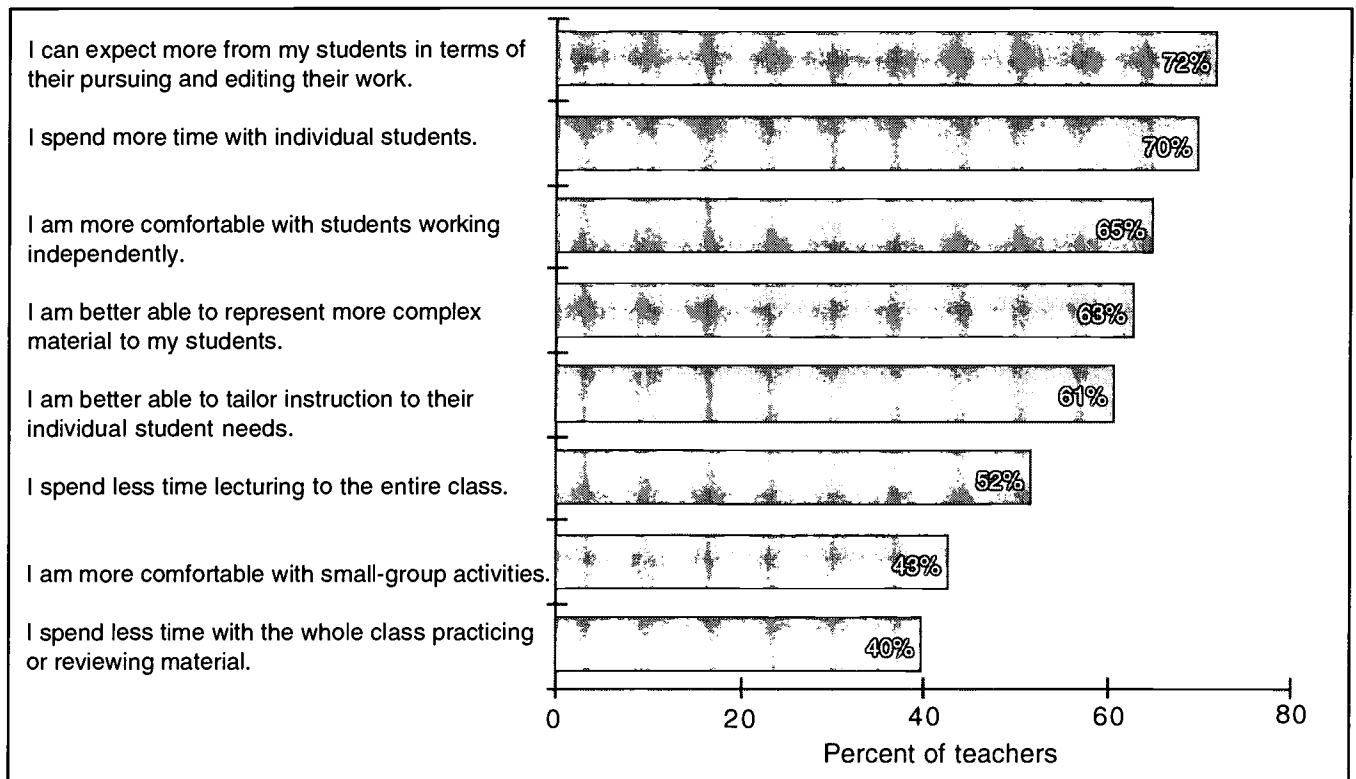 I can expect more from my students in terms of
their pursuing and editing their work.
72%
I spend more time with individual students.
70%
I am more comfortable with students working
independently.
65%
I am better able to represent more complex
material to my students.
63%
I am better able to tailor instruction to their
individual student needs.
61%
I spend less time lecturing to the entire class.
52%
I am more comfortable with small-group activities.
43%
I spend less time with the whole class practicing
or reviewing material.
40%
0 20 40 60 80
Percent of teachers